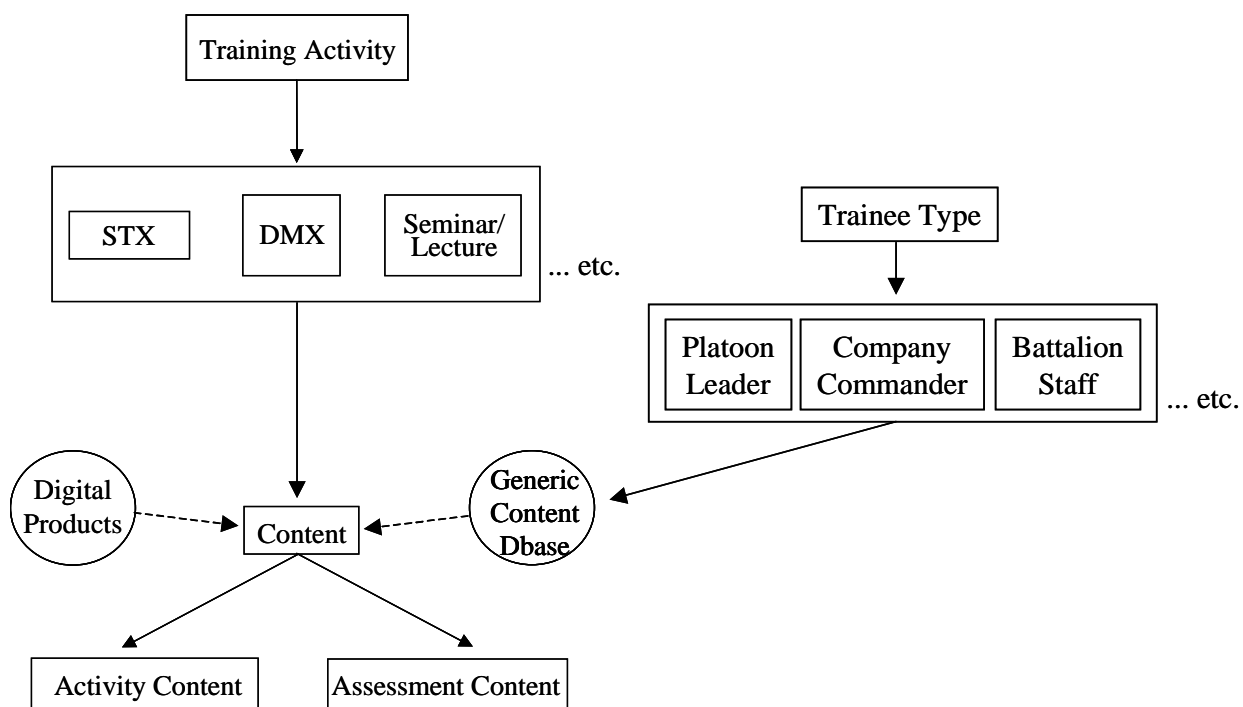 Training Activity
STX
DMX
Seminar/
Lecture
... etc.
Trainee Type
Platoon
Leader
Company
Commander
Battalion
Staff
... etc.
Digital
Products
Content
Generic
Content
Dbase
Activity Content
Assessment Content